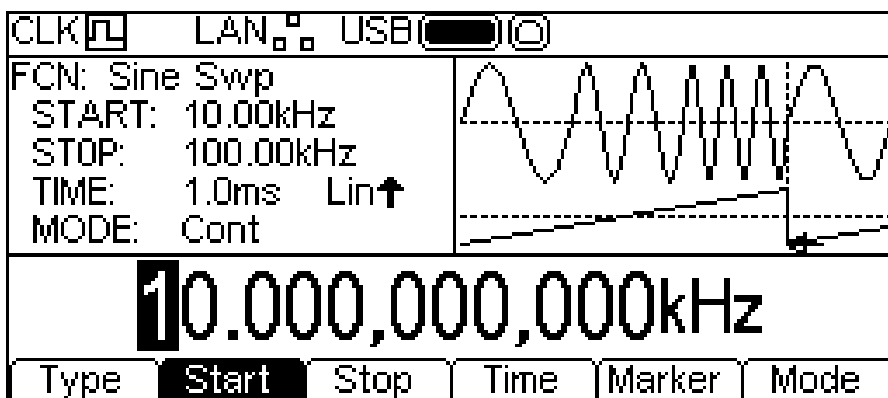 CLK LAN USB
FCN: Sine Swp
START: 10.00kHz
STOP: 100.00kHz
TIME: 1.0ms Lin↑
MODE: Cont
10.000,000,000kHz
Type Start Stop Time Marker Mode